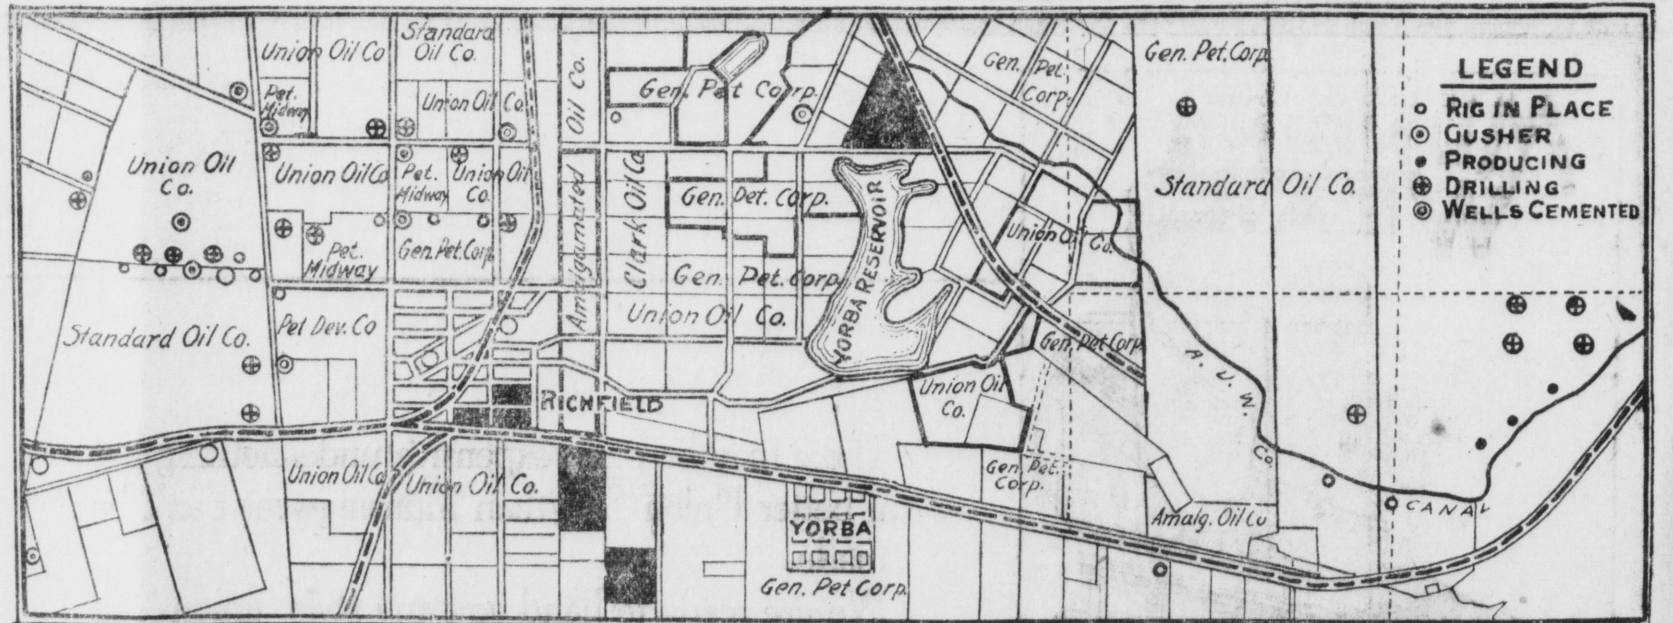 Union Oil Co
Standard
Oil Co.
Gen. Pet. Corp.
LEGEND
RIG IN PLACE
GUSHER
PRODUCING
DRILLING
WELLS CEMENTED
Pet.
Midway
Union Oil Co.
Gen. Pet Corp.
Gen. Pet.
Corp.
Union Oil
Co.
Union Oil Co
Pet.
Midway
Union Oil
Co.
Amalgamated Oil Co.
Clark Oil Co
Gen. Det. Corp.
YORBA RESERVOIR
Standard Oil Co.
Union Oil Co.
Pet.
Midway
Gen. Pet. Corp
Gen. Pet. Corp.
Standard Oil Co.
Pet Dev. Co
Union Oil Co.
Gen. Pet Corp.
A. U. W. Co.
CANAL
RICHFIELD
Union Oil
Co.
Union Oil Co
Union Oil Co.
Gen. Pet.
Corp.
Amalg. Oil Co
YORBA
Gen. Pet Corp.